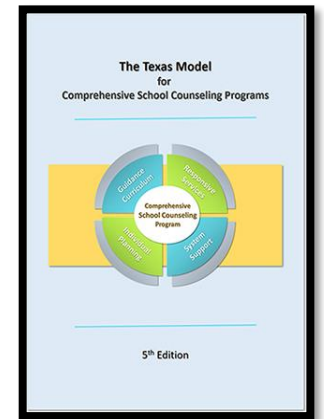 The Texas Model
for
Comprehensive School Counseling Programs
Guidance
Curriculum
Responsive
Services
Comprehensive
School Counseling
Program
Individual
Planning
System
Support
5th Edition